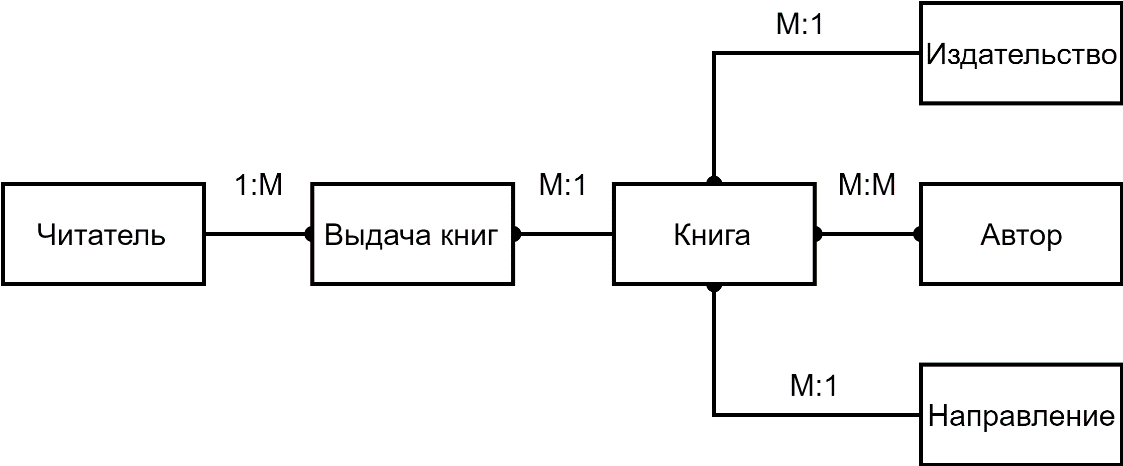 М:1
Издательство
1:М
М:1
М:М
Читатель
Выдача книг
Книга
Автор
М:1
Направление